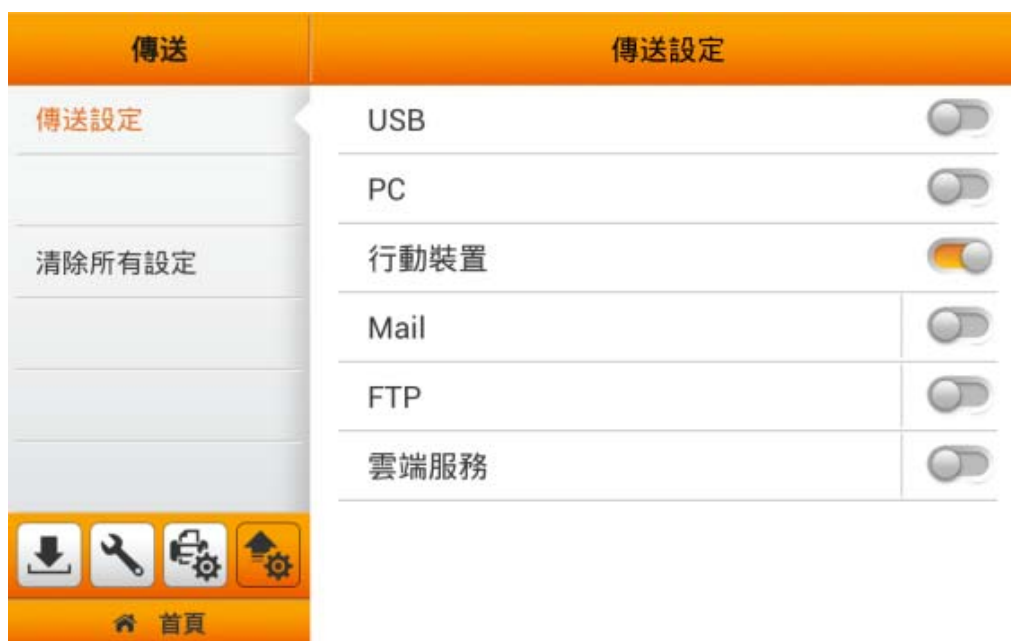 傳送
傳送設定
傳送設定
清除所有設定
USB
PC
行動裝置
Mail
FTP
雲端服務
首頁